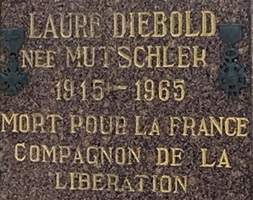 LAURE DIEBOLD
NÉE MUTSCHLER
1915 - 1965
MORT POUR LA FRANCE
COMPAGNON DE LA
LIBERATION